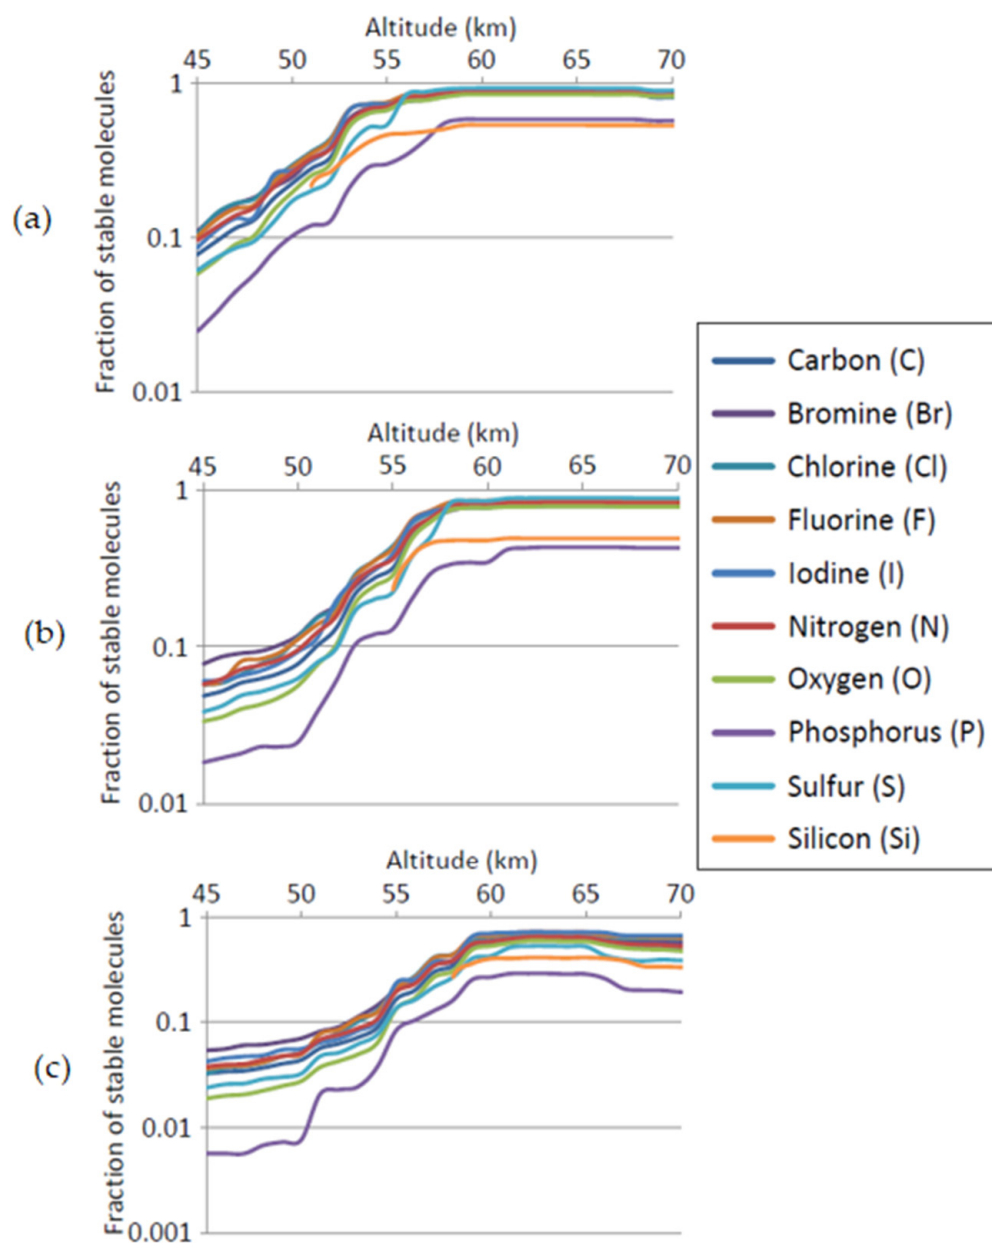 (a)
Altitude (km)
45 50 55 60 65 70
Fraction of stable molecules
1
0.1
0.01
(b)
Altitude (km)
45 50 55 60 65 70
Fraction of stable molecules
1
0.1
0.01
Carbon (C)
Bromine (Br)
Chlorine (Cl)
Fluorine (F)
Iodine (I)
Nitrogen (N)
Oxygen (O)
Phosphorus (P)
Sulfur (S)
Silicon (Si)
(c)
Altitude (km)
45 50 55 60 65 70
Fraction of stable molecules
1
0.1
0.01
0.001